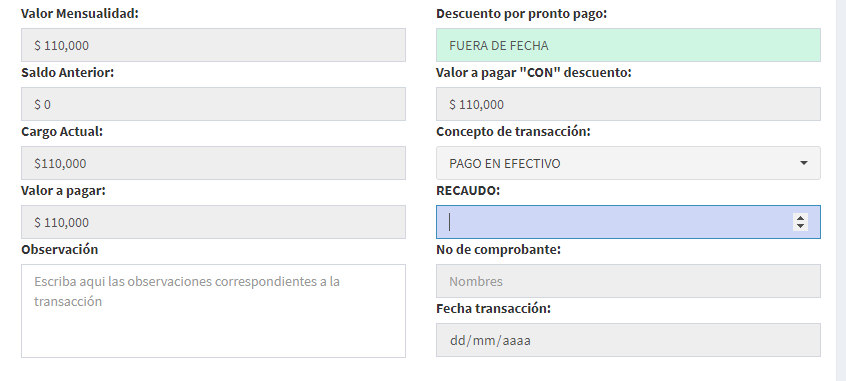 Valor Mensualidad:
$ 110,000
Saldo Anterior:
$ 0
Cargo Actual:
$110,000
Valor a pagar:
$ 110,000
Observación
Escriba aqui las observaciones correspondientes a la
transacción
Descuento por pronto pago:
FUERA DE FECHA
Valor a pagar "CON" descuento:
$ 110,000
Concepto de transacción:
PAGO EN EFECTIVO
RECAUDO:
No de comprobante:
Nombres
Fecha transacción:
dd/mm/aaaa